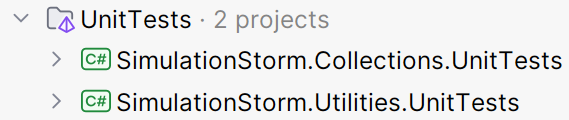 UnitTests · 2 projects
C# SimulationStorm.Collections.UnitTests
C# SimulationStorm.Utilities.UnitTests